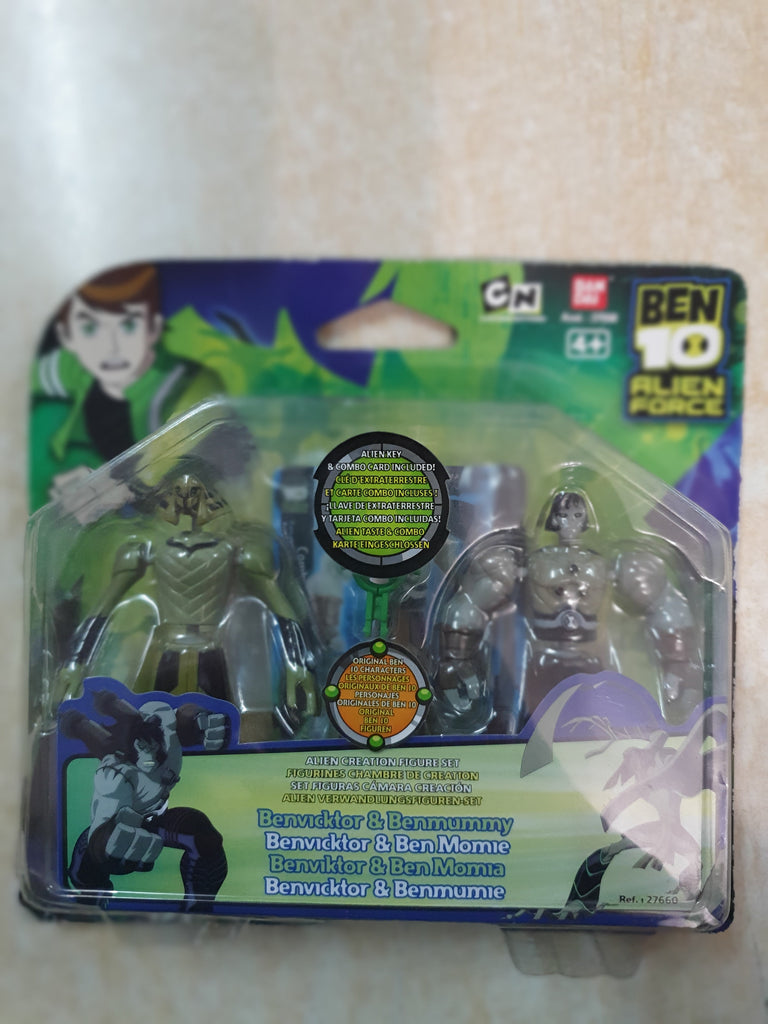 CN
BAN
DAI
4+
BEN
10
ALIEN
FORCE
ALIEN KEY
& COMBO CARD INCLUDED!
CLÉ D'EXTRATERRESTRE
ET CARTE COMBO INCLUSES !
¡LLAVE DE EXTRATERRESTRE
Y TARJETA COMBO INCLUIDAS!
ALIEN TASTE & COMBO
KARTE EINGESCHLOSSEN
ORIGINAL BEN
10 CHARACTERS
LES PERSONNAGES
ORIGINAUX DE BEN 10
PERSONAJES
ORIGINALES DE BEN 10
ORIGINAL
BEN 10
FIGUREN
ALIEN CREATION FIGURE SET
FIGURINES CHAMBRE DE CREATION
SET FIGURAS CÁMARA CREACIÓN
ALIEN VERWANDLUNGSFIGUREN-SET
Benvicktor & Benmummy
Benvicktor & Ben Momie
Benviktor & Ben Momia
Benvicktor & Benmumie
Ref. : 27660